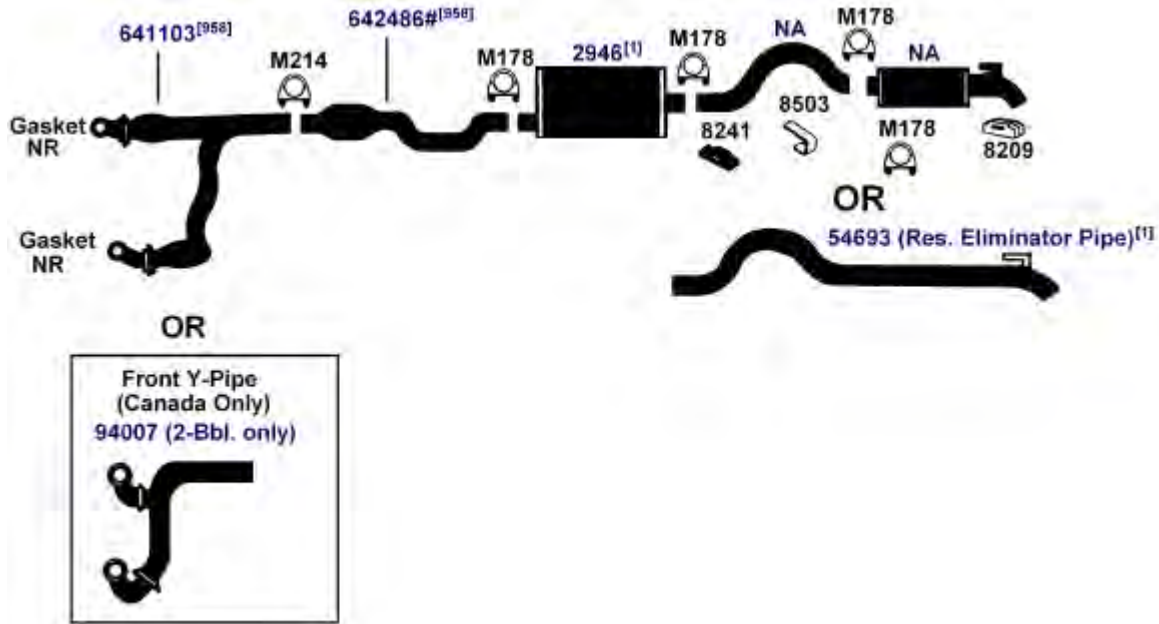 641103[958]
642486#[958]
M214
M178
2946[1]
M178
NA
M178
NA
Gasket
NR
8241
8503
M178
8209
OR
Gasket
NR
54693 (Res. Eliminator Pipe)[1]
OR
Front Y-Pipe
(Canada Only)
94007 (2-Bbl. only)